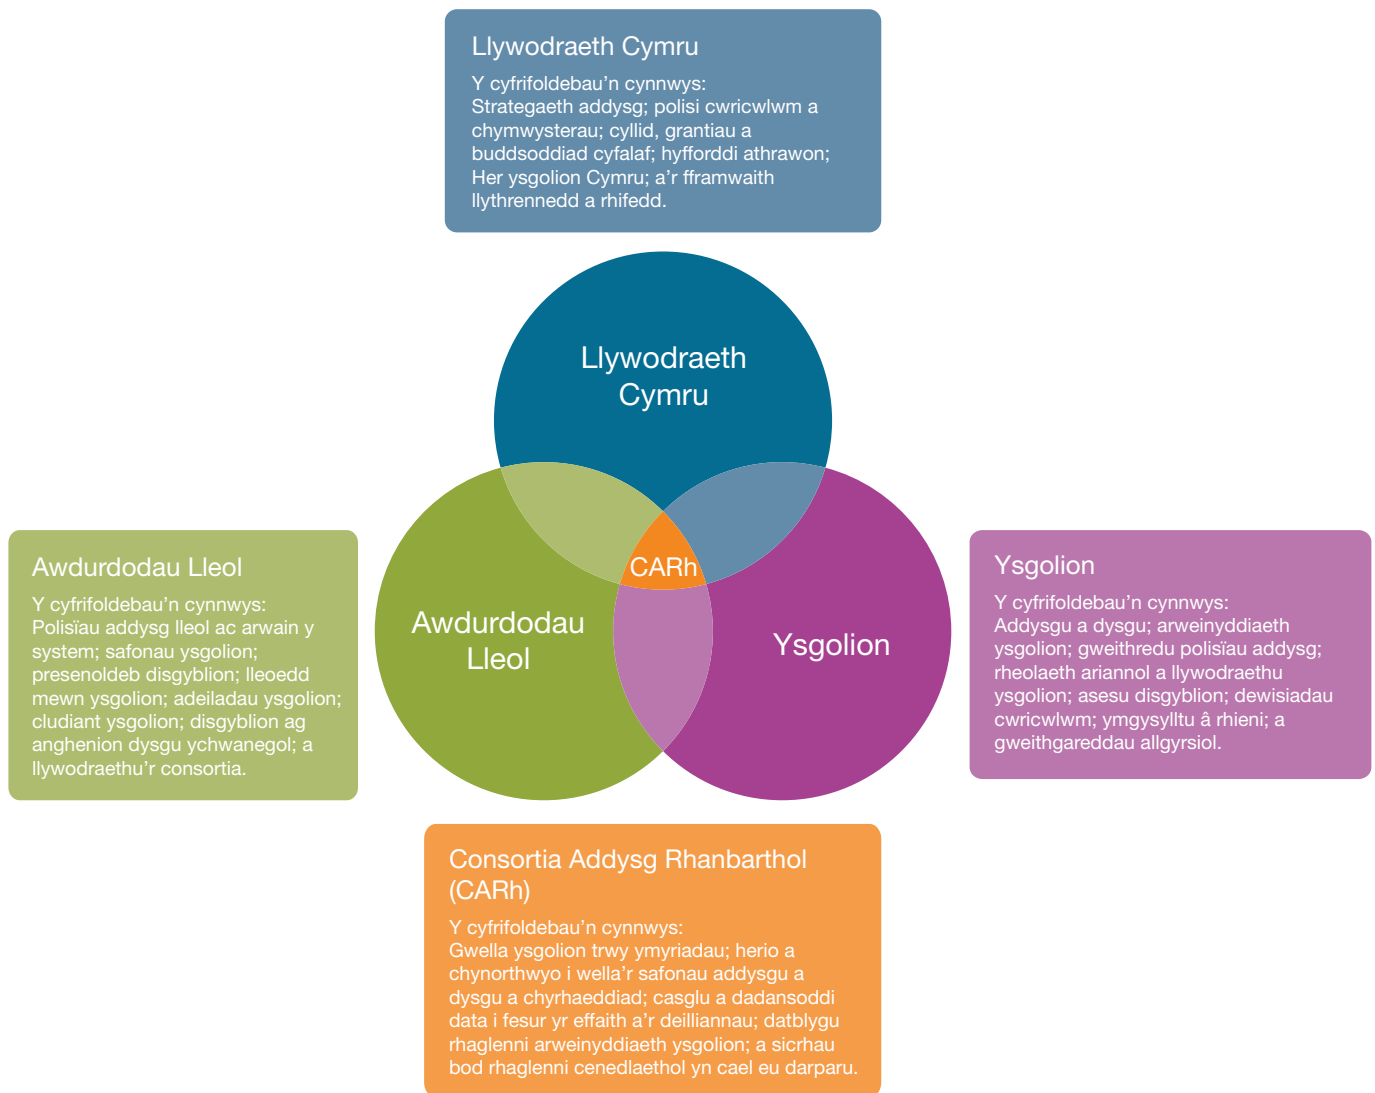 Llywodraeth Cymru
Y cyfrifoldebau'n cynnwys:
Strategaeth addysg; polisi cwricwlwm a
chymwysterau; cyllid, grantiau a
buddsoddiad cyfalaf; hyfforddi athrawon;
Her ysgolion Cymru; a'r fframwaith
llythrennedd a rhifedd.
Llywodraeth
Cymru
CARh
Awdurdodau
Lleol
Ysgolion
Awdurdodau Lleol
Y cyfrifoldebau'n cynnwys:
Polisïau addysg lleol ac arwain y
system; safonau ysgolion;
presenoldeb disgyblion; lleoedd
mewn ysgolion; adeiladau ysgolion;
cludiant ysgolion; disgyblion ag
anghenion dysgu ychwanegol; a
llywodraethu'r consortia.
Ysgolion
Y cyfrifoldebau'n cynnwys:
Addysgu a dysgu; arweinyddiaeth
ysgolion; gweithredu polisïau addysg;
rheolaeth ariannol a llywodraethu
ysgolion; asesu disgyblion; dewisiadau
cwricwlwm; ymgysylltu â rhieni; a
gweithgareddau allgyrsiol.
Consortia Addysg Rhanbarthol
(CARh)
Y cyfrifoldebau'n cynnwys:
Gwella ysgolion trwy ymyriadau; herio a
chynorthwyo i wella'r safonau addysgu a
dysgu a chyrhaeddiad; casglu a dadansoddi
data i fesur yr effaith a'r deilliannau; datblygu
rhaglenni arweinyddiaeth ysgolion; a sicrhau
bod rhaglenni cenedlaethol yn cael eu darparu.